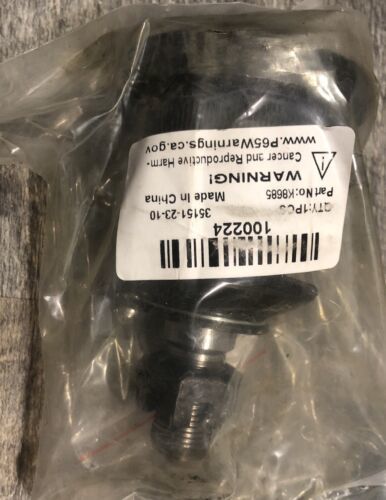 100224
QTY:1PCS 35151-23-10
Part No:K8685 Made In China
WARNING!
Cancer and Reproductive Harm-
www.P65Warnings.ca.gov